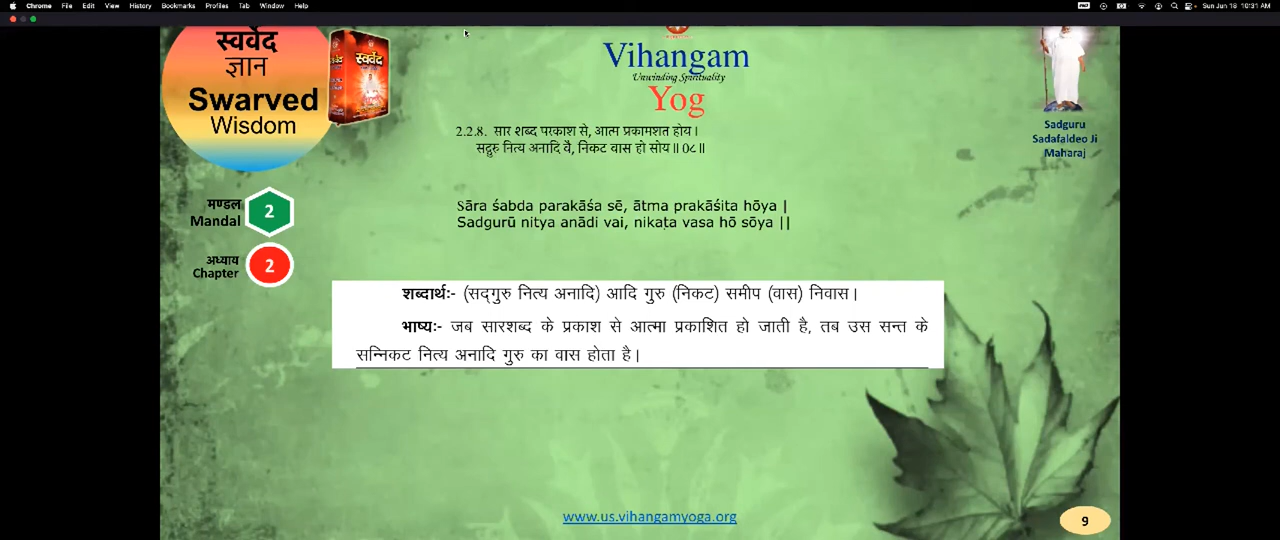 Chrome File Edit View History Bookmarks Profiles Tab Window Help Sun Jun 18 10:31 AM
स्वर्वेद
ज्ञान
Swarved
Wisdom
स्वर्वेद
Vihangam
Unwinding Spirituality
Yog
2.2.8. सार शब्द परकाश से, आत्म प्रकामशत होय।
सद्गुरु नित्य अनादि वै, निकट वास हो सोय॥ 0८॥
Sadguru
Sadafaldeo Ji
Maharaj
मण्डल
Mandal
2
Sāra śabda parakāśa sē, ātma prakāśita hōya |
Sadgurū nitya anādi vai, nikaṭa vasa hō sōya ||
अध्याय
Chapter
2
शब्दार्थः- (सद्‌गुरु नित्य अनादि) आदि गुरु (निकट) समीप (वास) निवास।
भाष्यः- जब सारशब्द के प्रकाश से आत्मा प्रकाशित हो जाती है, तब उस सन्त के
सन्निकट नित्य अनादि गुरु का वास होता है।
www.us.vihangamyoga.org
9